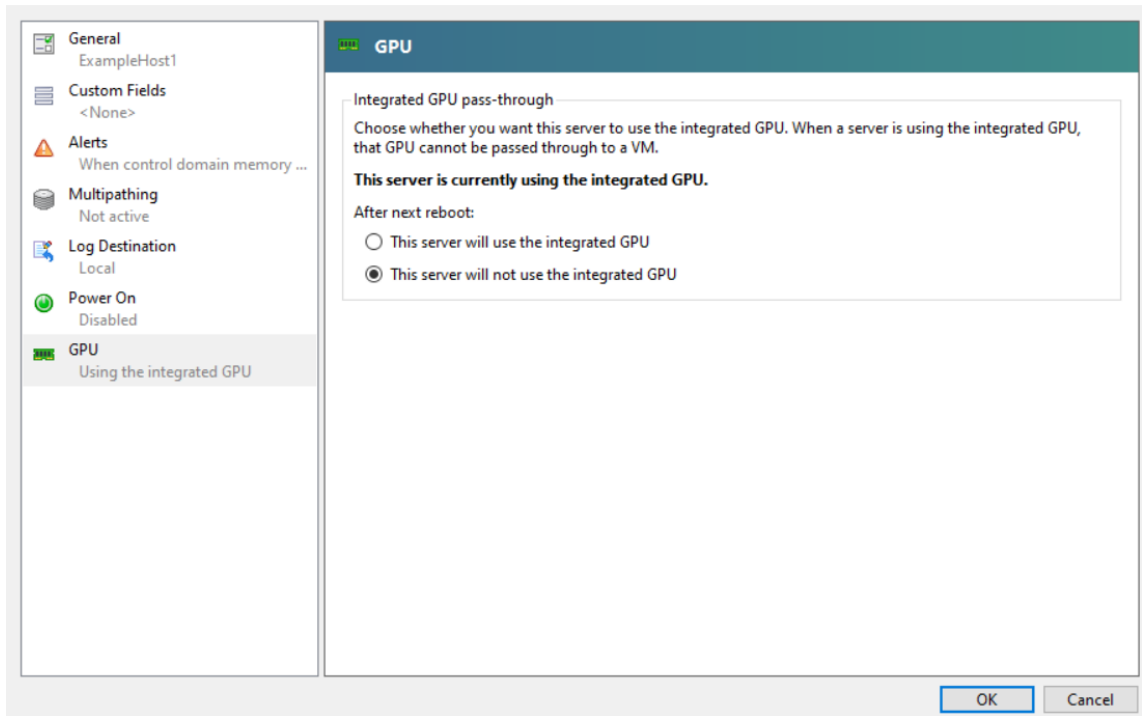 General
ExampleHost1
Custom Fields
<None>
Alerts
When control domain memory ...
Multipathing
Not active
Log Destination
Local
Power On
Disabled
GPU
Using the integrated GPU
GPU
Integrated GPU pass-through
Choose whether you want this server to use the integrated GPU. When a server is using the integrated GPU,
that GPU cannot be passed through to a VM.
This server is currently using the integrated GPU.
After next reboot:
This server will use the integrated GPU
This server will not use the integrated GPU
OK
Cancel